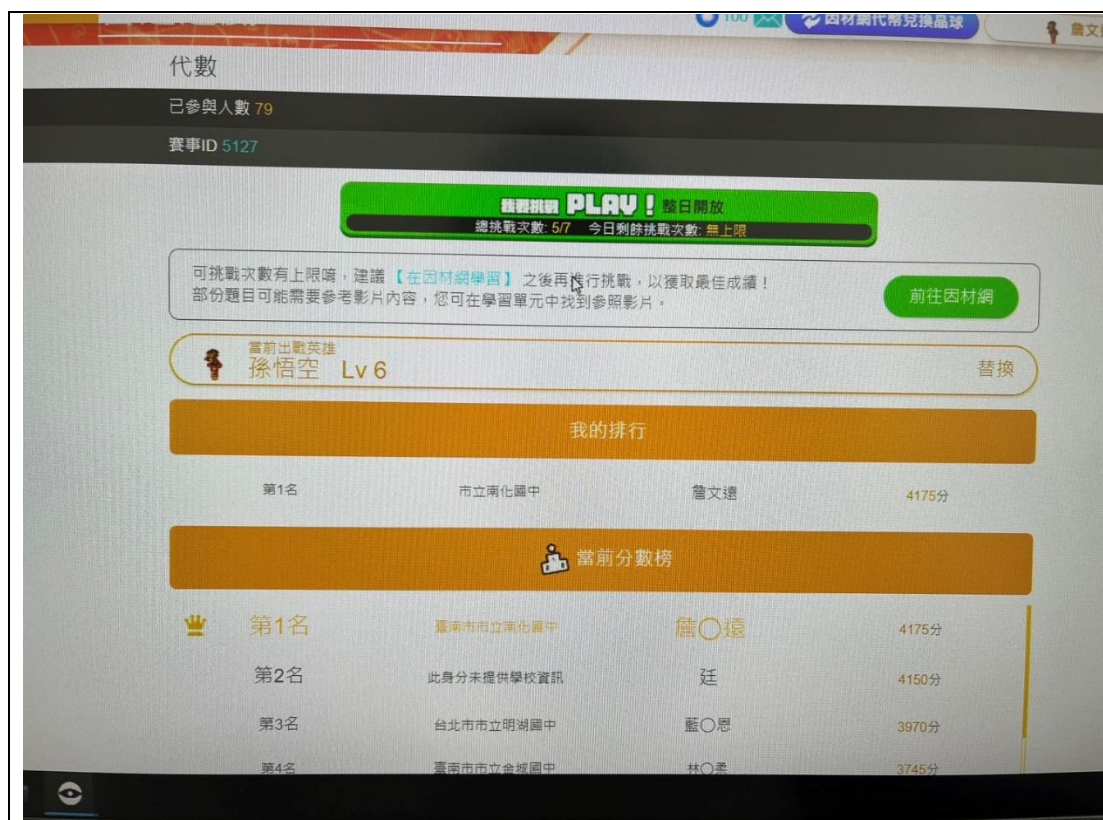 100 因材網代幣兌換晶球 詹文
代數
已參與人數 79
賽事ID 5127
我要挑戰 PLAY！ 整日開放
總挑戰次數: 5/7 今日剩餘挑戰次數: 無上限
可挑戰次數有上限唷，建議【在因材網學習】之後再進行挑戰，以獲取最佳成績！
部份題目可能需要參考影片內容，您可在學習單元中找到參照影片。
前往因材網
當前出戰英雄
孫悟空 Lv 6
替換
我的排行
第1名 市立南化國中 詹文遠 4175分
當前分數榜
第1名 臺南市市立南化國中 詹〇遠 4175分
第2名 此身分未提供學校資訊 廷 4150分
第3名 台北市市立明湖國中 藍〇恩 3970分
第4名 臺南市市立金城國中 林〇柔 3745分